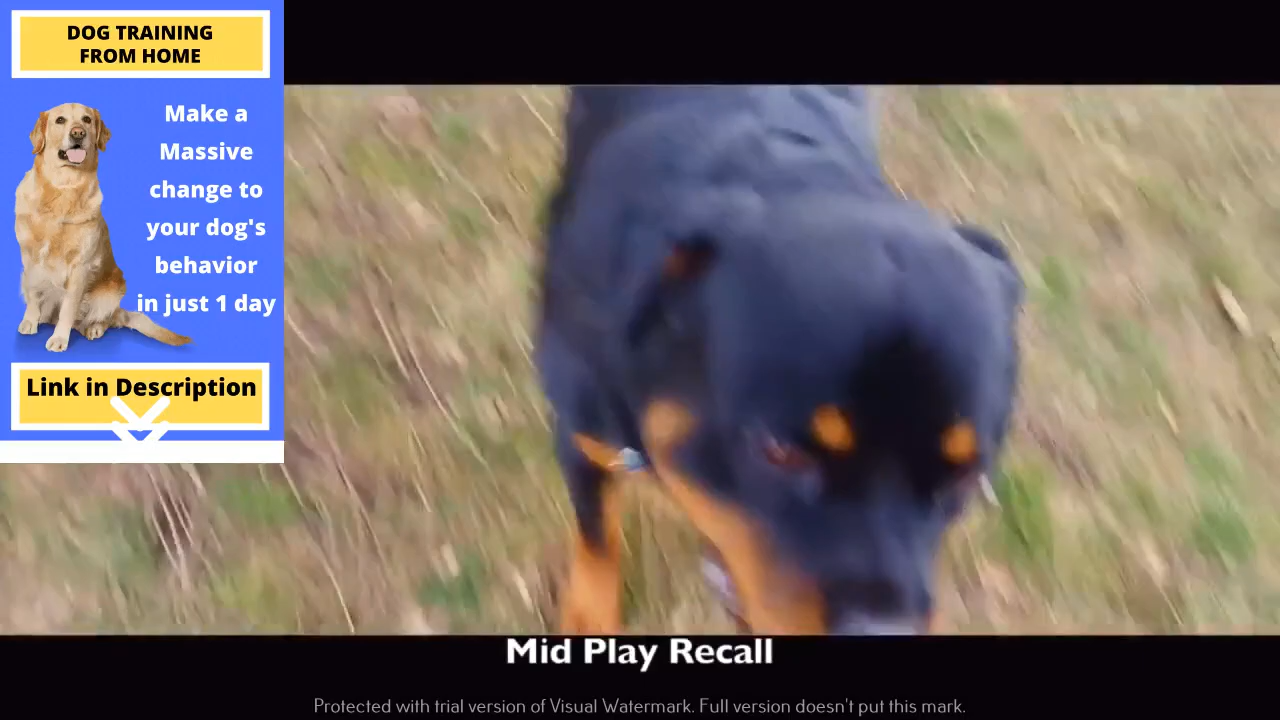 DOG TRAINING
FROM HOME
Make a
Massive
change to
your dog's
behavior
in just 1 day
Link in Description
Mid Play Recall
Protected with trial version of Visual Watermark. Full version doesn't put this mark.